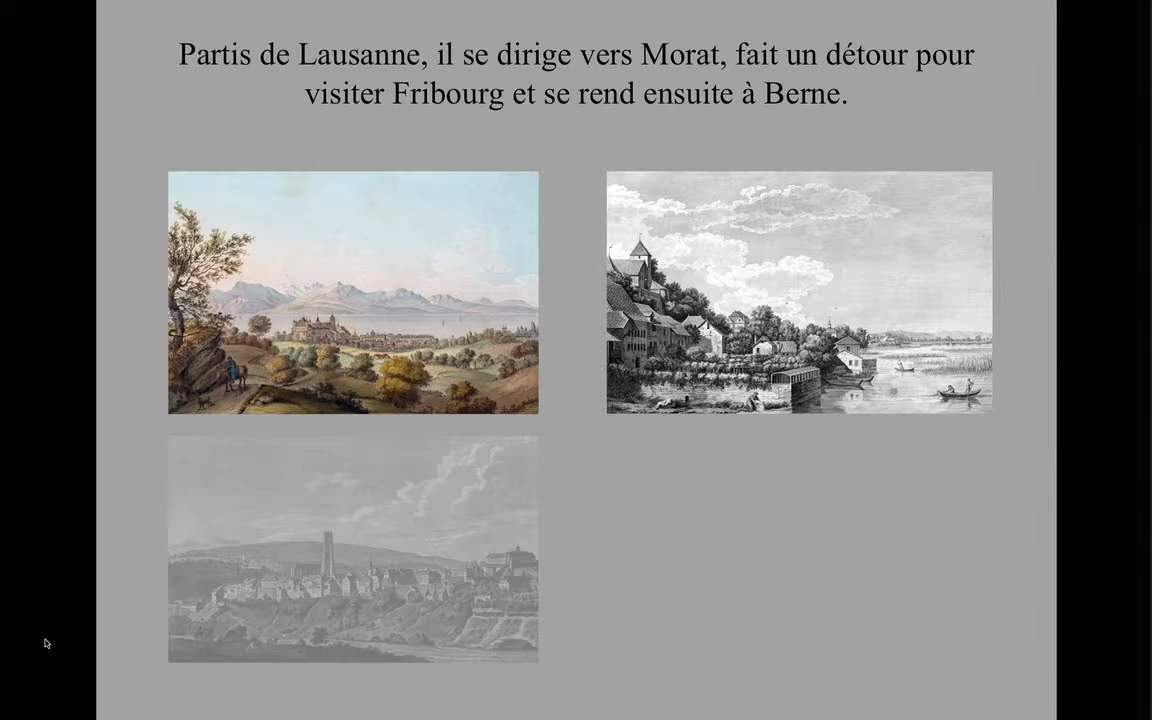 Partis de Lausanne, il se dirige vers Morat, fait un détour pour
visiter Fribourg et se rend ensuite à Berne.